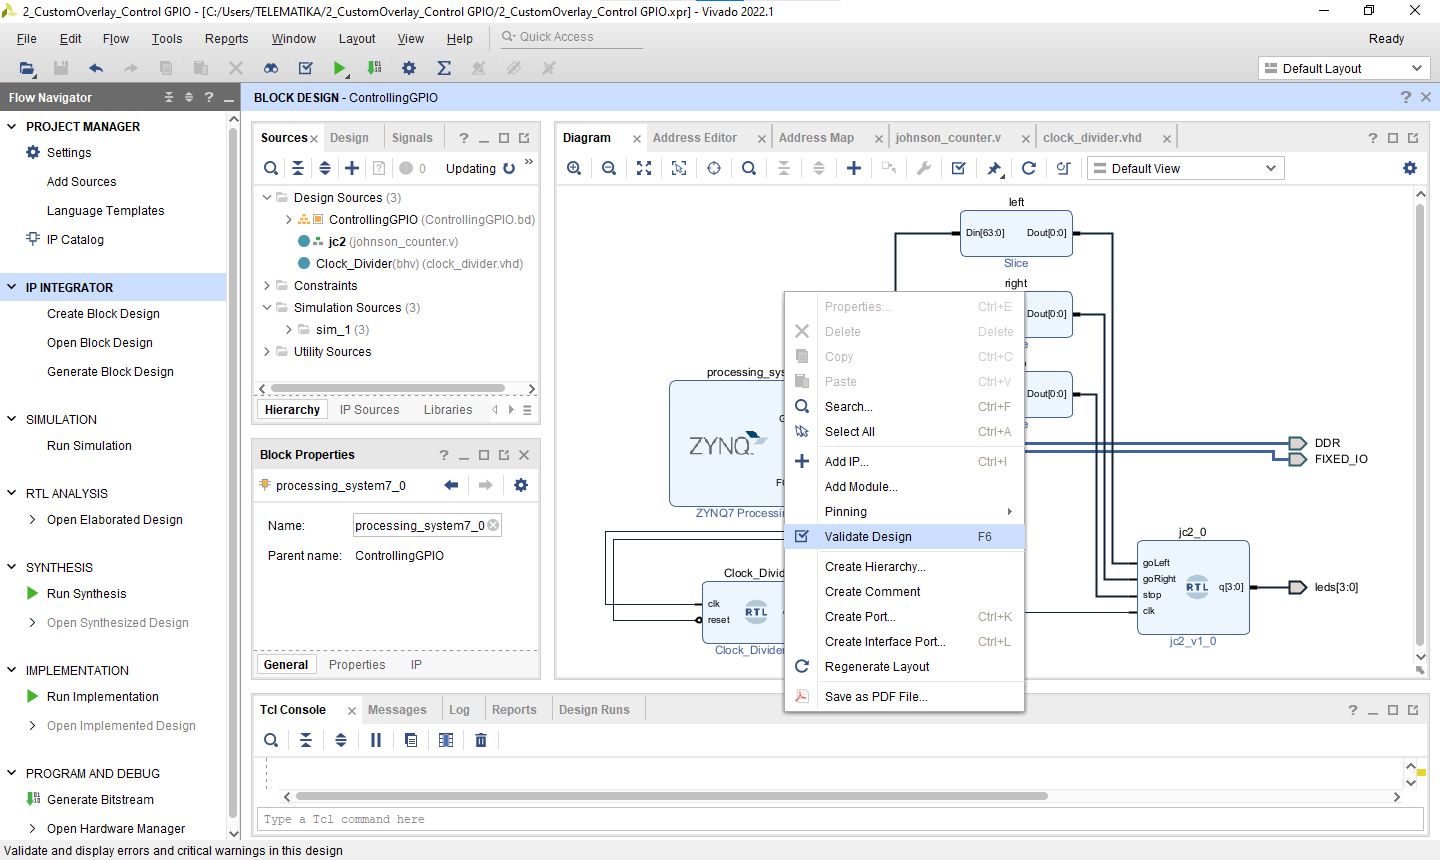 2_CustomOverlay_Control GPIO - [C:/Users/TELEMATIKA/2_CustomOverlay_Control GPIO/2_CustomOverlay_Control GPIO.xpr] - Vivado 2022.1
File Edit Flow Tools Reports Window Layout View Help Quick Access Ready
Default Layout
Flow Navigator
PROJECT MANAGER
Settings
Add Sources
Language Templates
IP Catalog
IP INTEGRATOR
Create Block Design
Open Block Design
Generate Block Design
SIMULATION
Run Simulation
RTL ANALYSIS
Open Elaborated Design
SYNTHESIS
Run Synthesis
Open Synthesized Design
IMPLEMENTATION
Run Implementation
Open Implemented Design
PROGRAM AND DEBUG
Generate Bitstream
Open Hardware Manager
BLOCK DESIGN - ControllingGPIO
Sources Design Signals
0 Updating
Design Sources (3)
ControllingGPIO (ControllingGPIO.bd)
jc2 (johnson_counter.v)
Clock_Divider(bhv) (clock_divider.vhd)
Constraints
Simulation Sources (3)
sim_1 (3)
Utility Sources
Hierarchy IP Sources Libraries
Block Properties
processing_system7_0
Name: processing_system7_0
Parent name: ControllingGPIO
General Properties IP
Diagram Address Editor Address Map johnson_counter.v clock_divider.vhd
Default View
left
Din[63:0] Dout[0:0]
Slice
right
Dout[0:0]
Dout[0:0]
processing_sys
ZYNQ
ZYNQ7 Processin
DDR
FIXED_IO
Clock_Divid
clk
reset
RTL
Clock_Divider
jc2_0
goLeft
goRight
stop
clk
RTL
q[3:0]
jc2_v1_0
leds[3:0]
Properties... Ctrl+E
Delete Delete
Copy Ctrl+C
Paste Ctrl+V
Search... Ctrl+F
Select All Ctrl+A
Add IP... Ctrl+I
Add Module...
Pinning
Validate Design F6
Create Hierarchy...
Create Comment
Create Port... Ctrl+K
Create Interface Port... Ctrl+L
Regenerate Layout
Save as PDF File...
Tcl Console Messages Log Reports Design Runs
Type a Tcl command here
Validate and display errors and critical warnings in this design